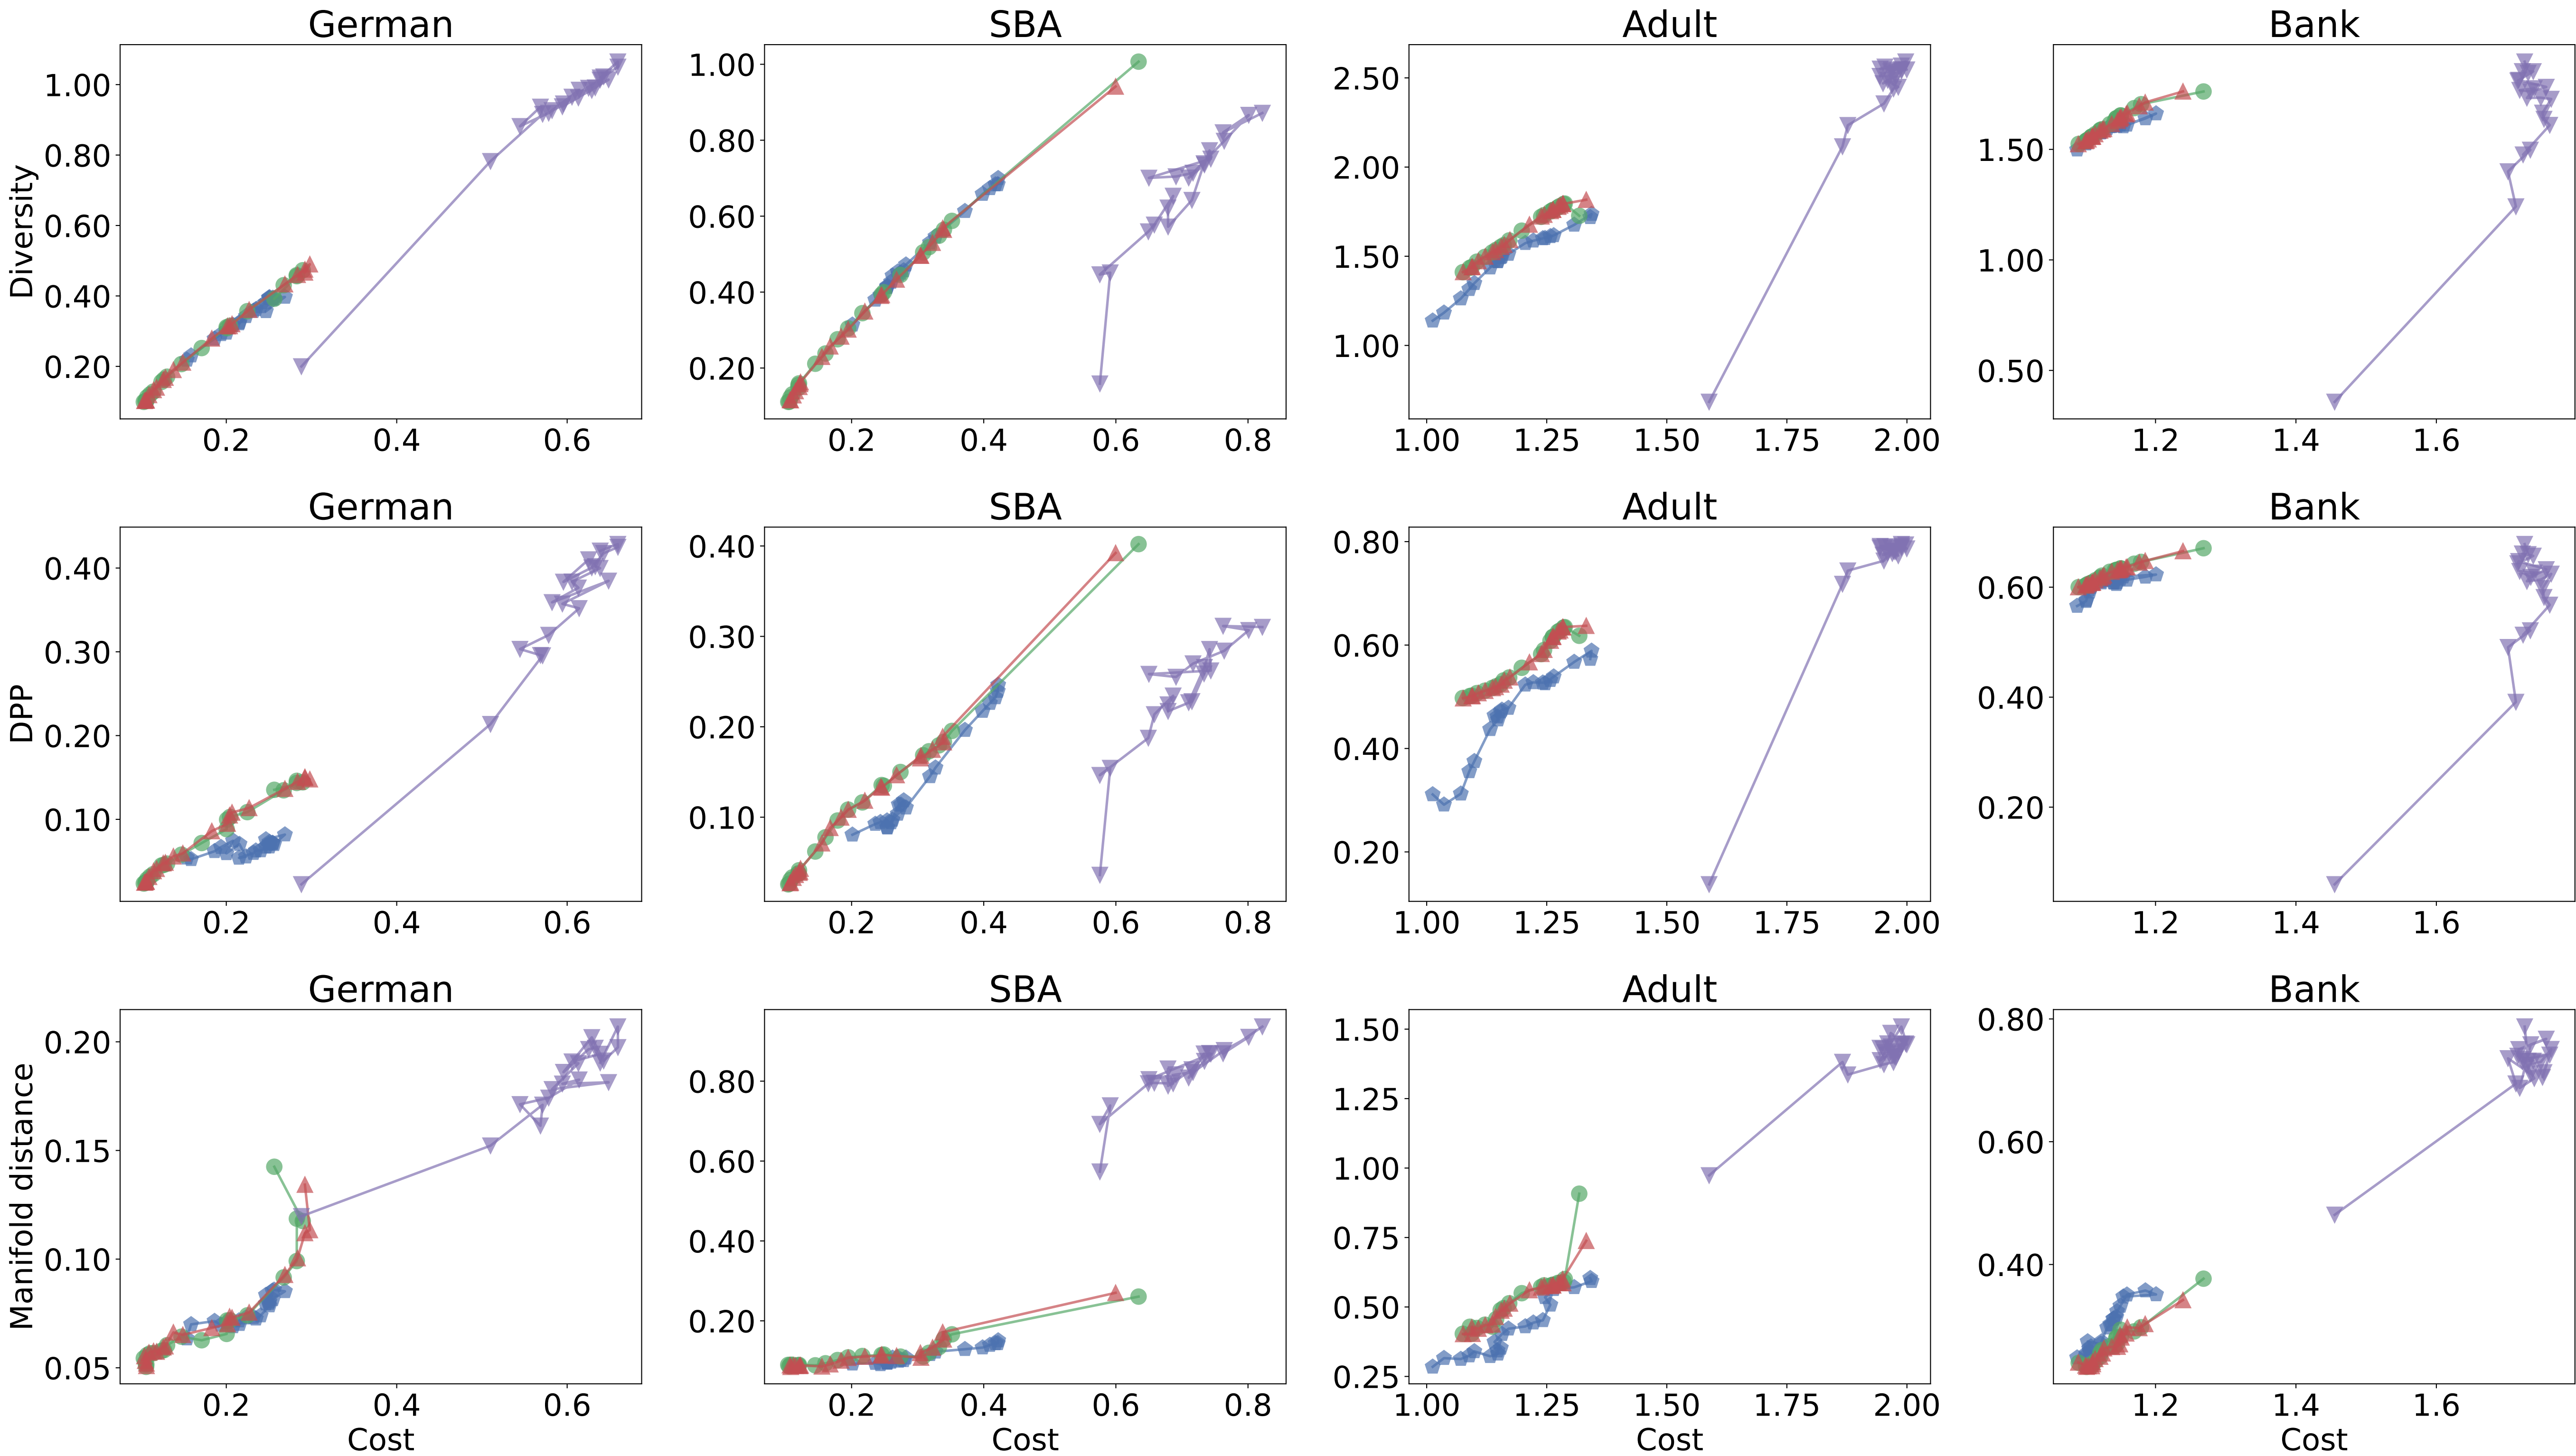 German SBA Adult Bank
1.00 1.00 2.50
0.80 0.80 2.00 1.50
0.60 0.60 1.50 1.00
0.40 0.40 1.00 0.50
0.20 0.20
Diversity
0.2 0.4 0.6 0.2 0.4 0.6 0.8 1.00 1.25 1.50 1.75 2.00 1.2 1.4 1.6
German SBA Adult Bank
0.40 0.40 0.80 0.60
0.30 0.30 0.60 0.40
0.20 0.20 0.40 0.20
0.10 0.10 0.20
DPP
0.2 0.4 0.6 0.2 0.4 0.6 0.8 1.00 1.25 1.50 1.75 2.00 1.2 1.4 1.6
German SBA Adult Bank
0.20 0.80 1.50 0.80
0.15 0.60 1.25 0.60
0.10 0.40 1.00 0.40
0.05 0.20 0.75
0.50
0.25
Manifold distance
0.2 0.4 0.6 0.2 0.4 0.6 0.8 1.00 1.25 1.50 1.75 2.00 1.2 1.4 1.6
Cost Cost Cost Cost